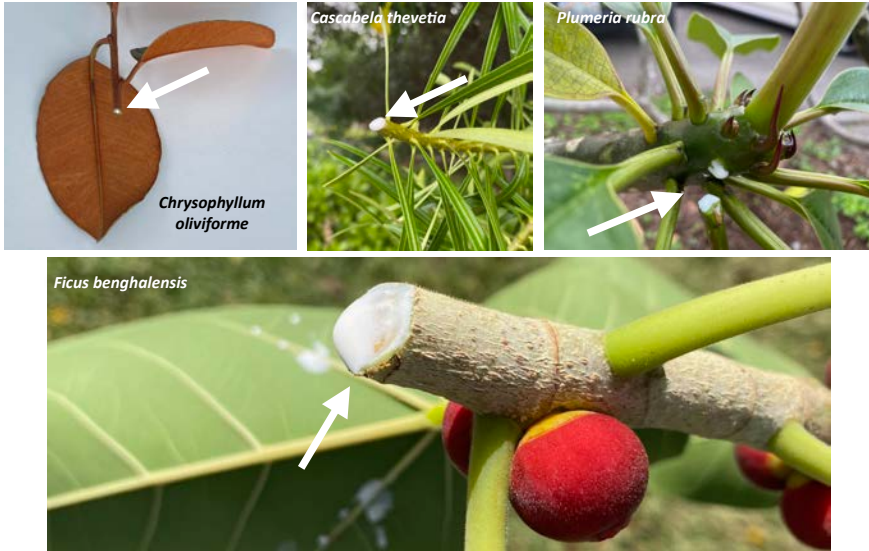 Cascabela thevetia
Plumeria rubra
Chrysophyllum
oliviforme
Ficus benghalensis